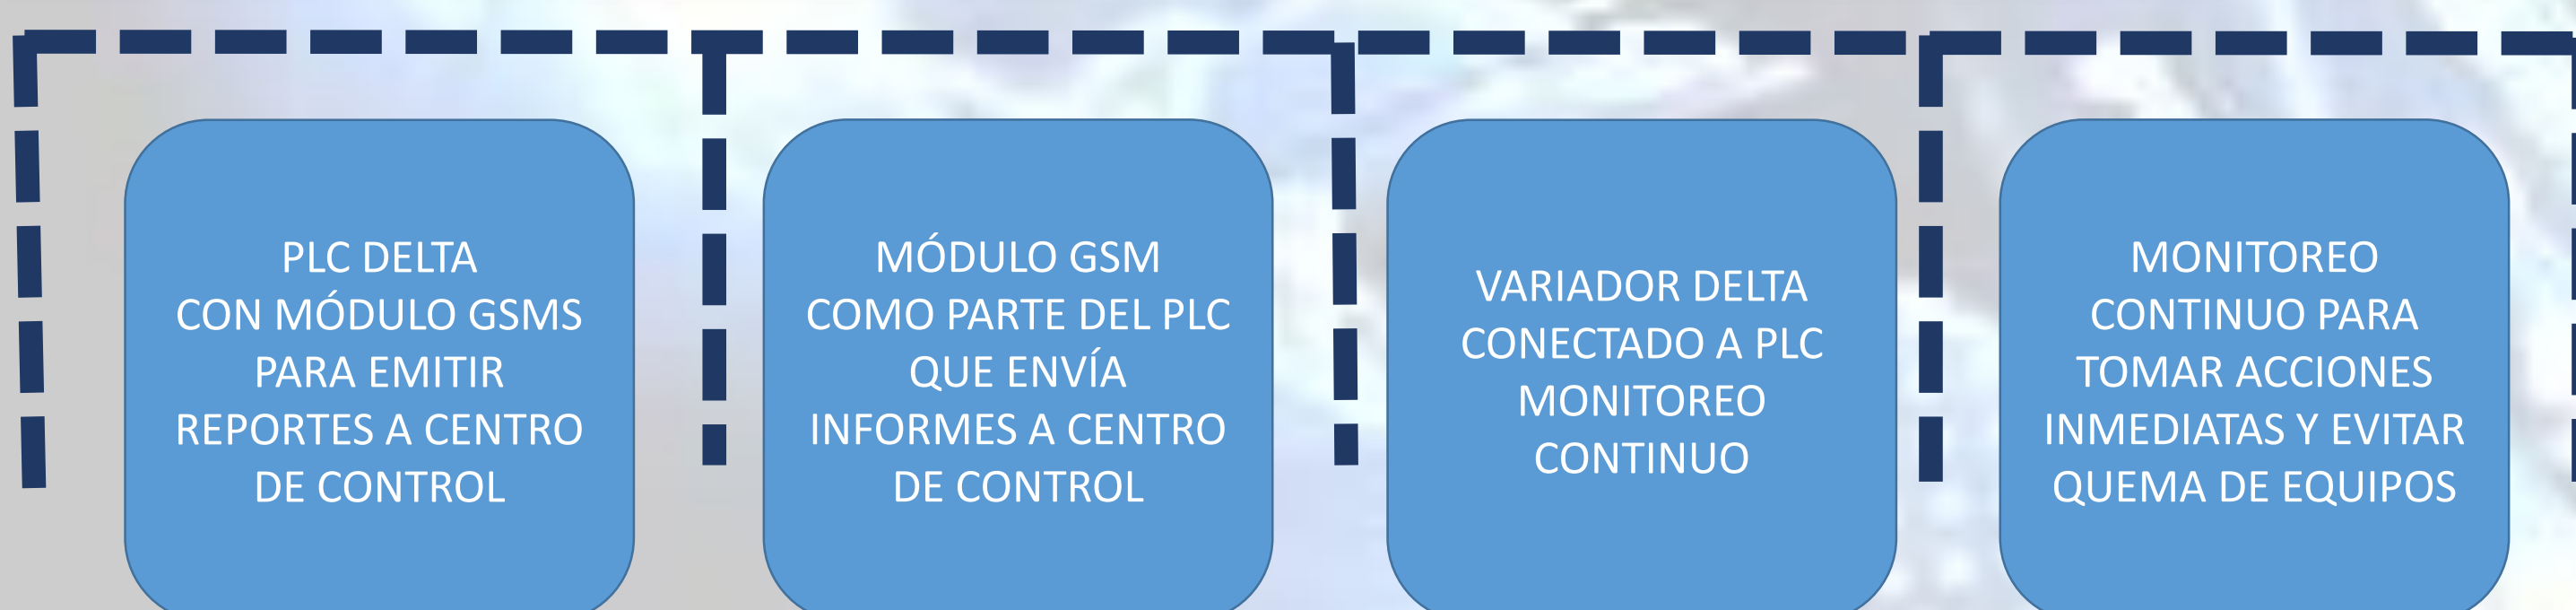 PLC DELTA
CON MÓDULO GSMS
PARA EMITIR
REPORTES A CENTRO
DE CONTROL
MÓDULO GSM
COMO PARTE DEL PLC
QUE ENVÍA
INFORMES A CENTRO
DE CONTROL
VARIADOR DELTA
CONECTADO A PLC
MONITOREO
CONTINUO
MONITOREO
CONTINUO PARA
TOMAR ACCIONES
INMEDIATAS Y EVITAR
QUEMA DE EQUIPOS